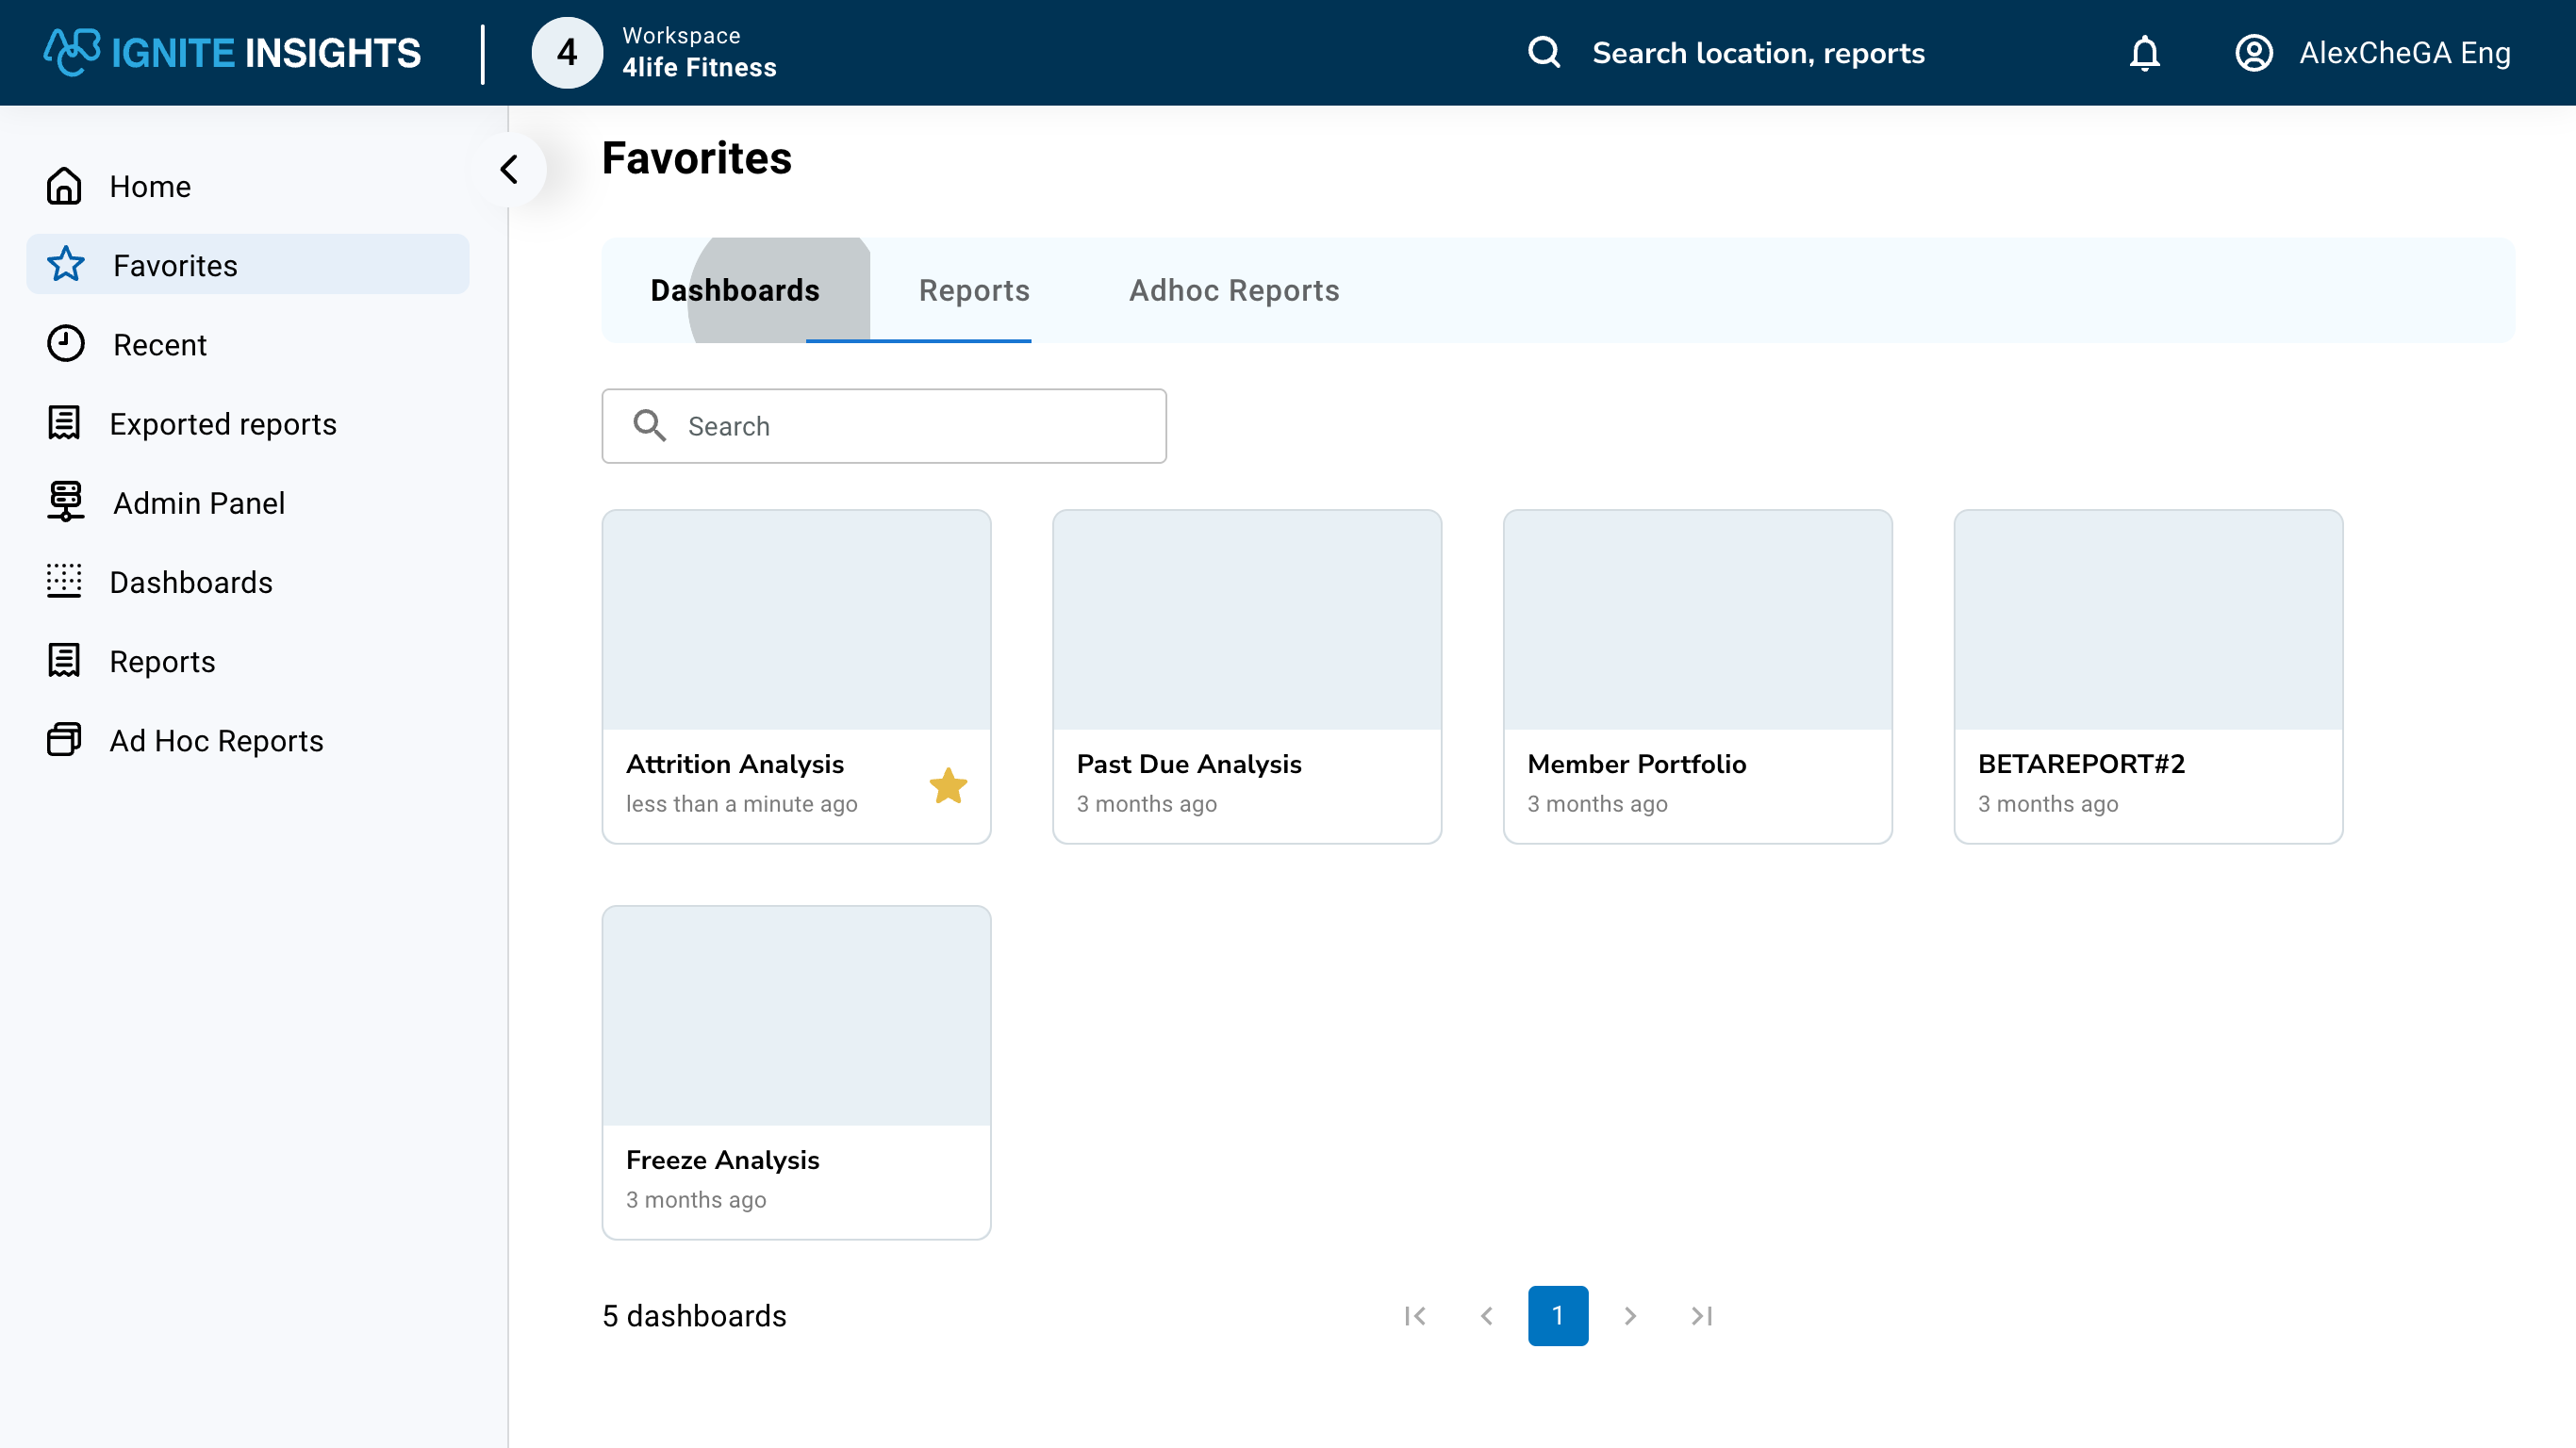 ABC IGNITE INSIGHTS
4
Workspace
4life Fitness
Search location, reports
AlexCheGA Eng
Home
Favorites
Recent
Exported reports
Admin Panel
Dashboards
Reports
Ad Hoc Reports
Favorites
Dashboards
Reports
Adhoc Reports
Search
Attrition Analysis
less than a minute ago
Past Due Analysis
3 months ago
Member Portfolio
3 months ago
BETAREPORT#2
3 months ago
Freeze Analysis
3 months ago
5 dashboards
1